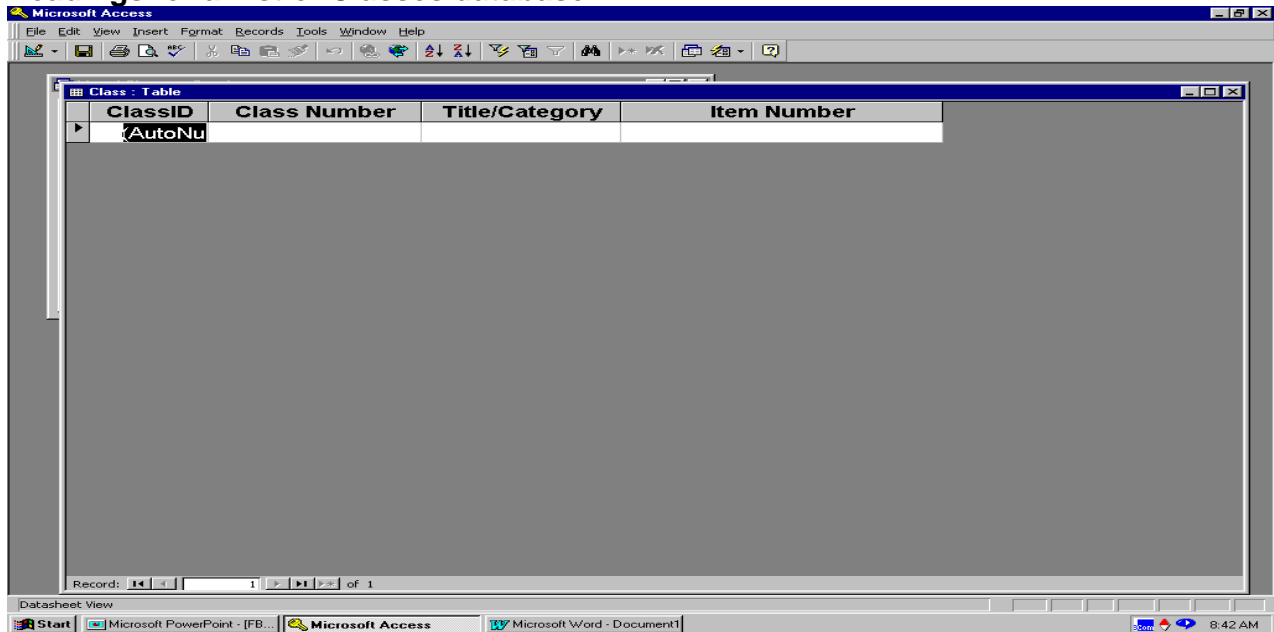 Microsoft Access
File Edit View Insert Format Records Tools Window Help
Class : Table
ClassID Class Number Title/Category Item Number
(AutoNu
Record: 1 of 1
Datasheet View
Start Microsoft PowerPoint - [FB... Microsoft Access Microsoft Word - Document1 8:42 AM